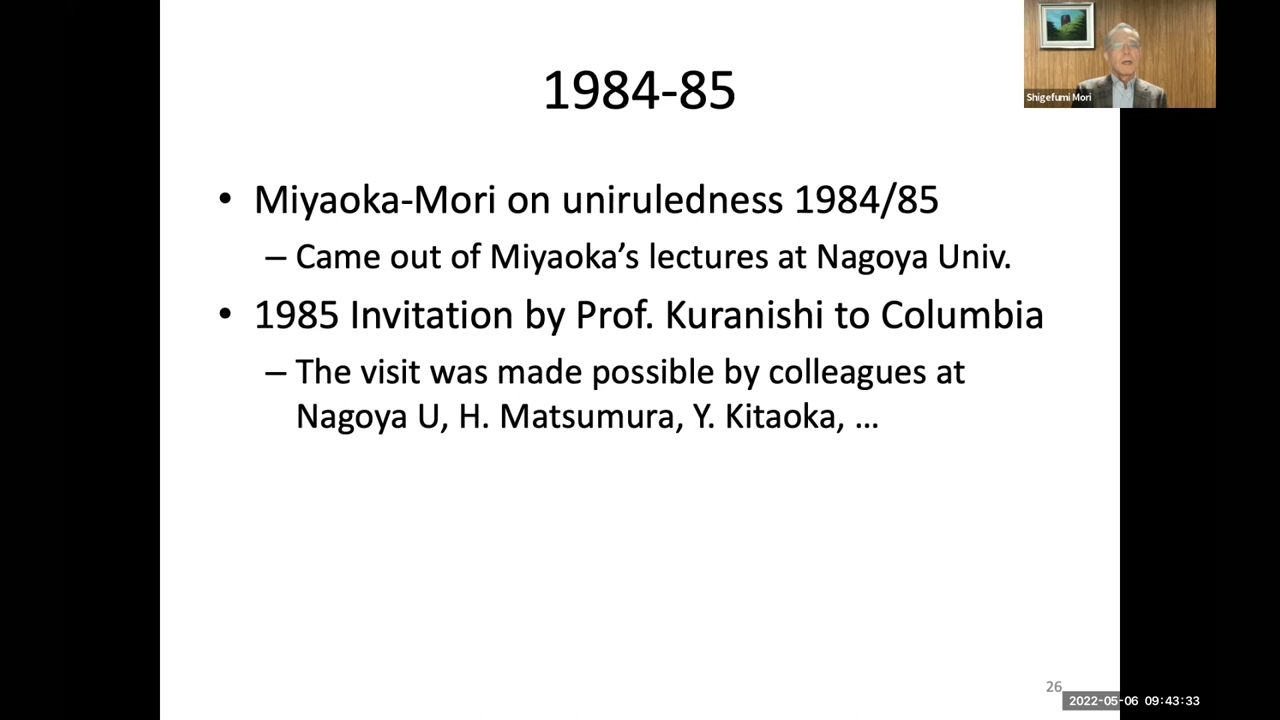 1984-85
Shigefumi Mori
• Miyaoka-Mori on uniruledness 1984/85
– Came out of Miyaoka’s lectures at Nagoya Univ.
• 1985 Invitation by Prof. Kuranishi to Columbia
– The visit was made possible by colleagues at
Nagoya U, H. Matsumura, Y. Kitaoka, …
26
2022-05-06 09:43:33